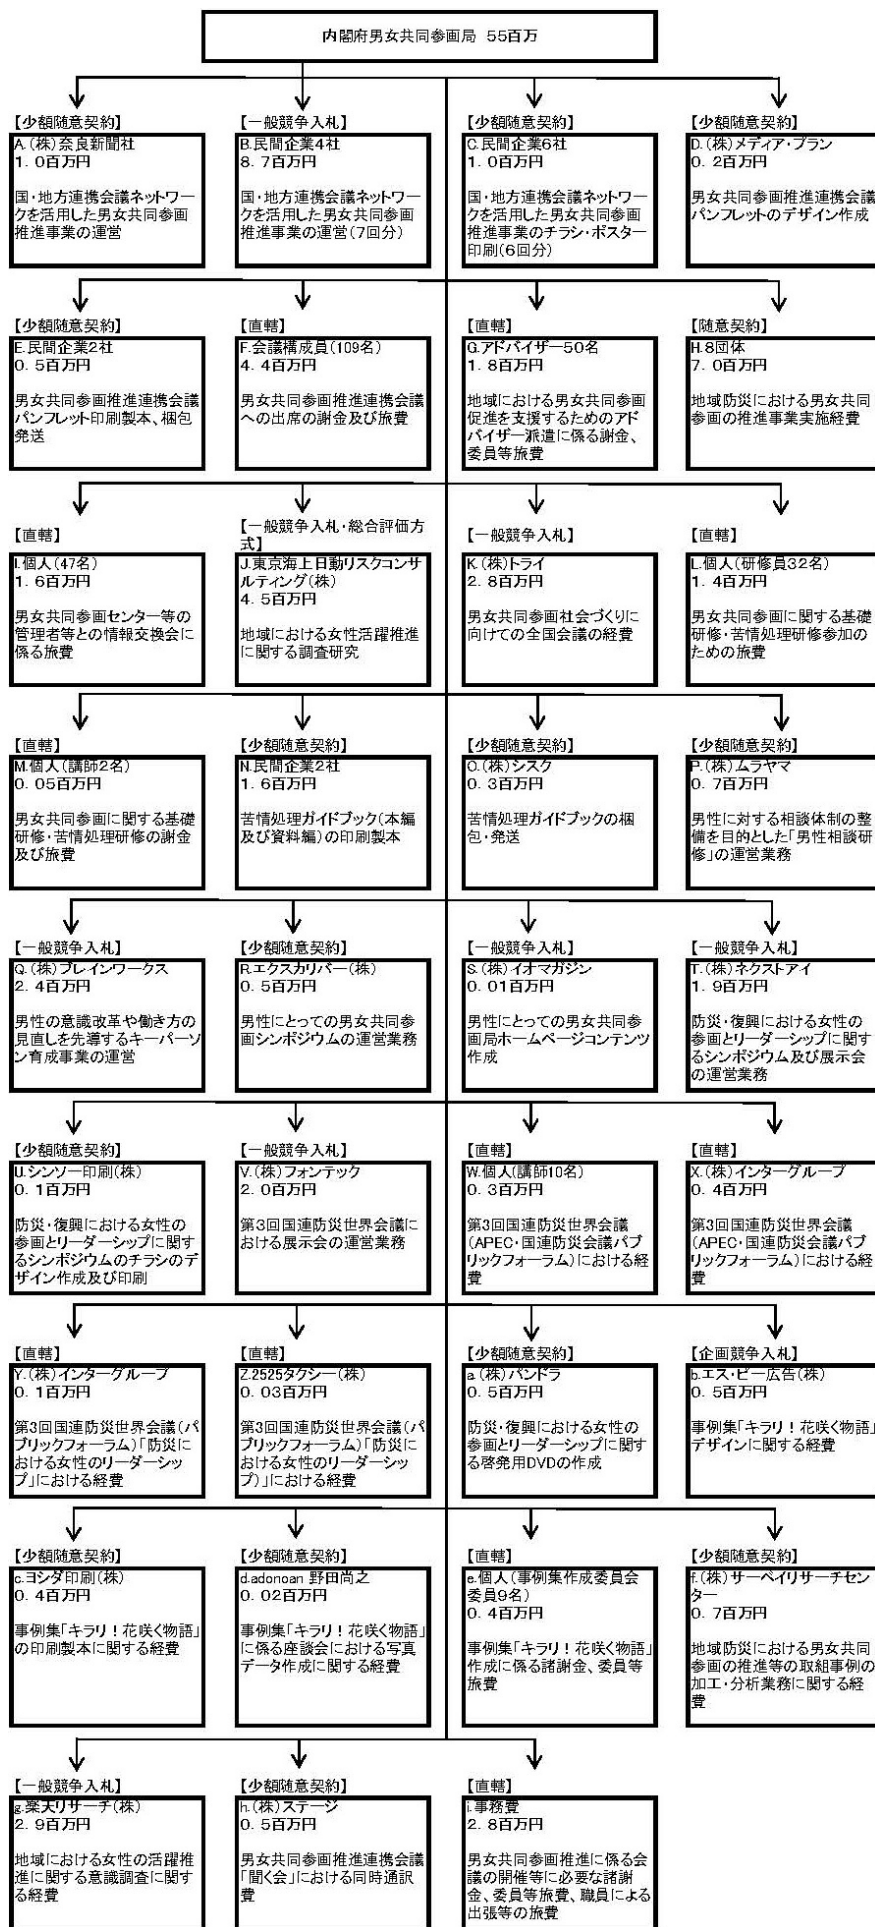 内閣府男女共同参画局 55百万
【少額随意契約】
A.(株)奈良新聞社
1.0百万円
国・地方連携会議ネットワー
クを活用した男女共同参画
推進事業の運営
【一般競争入札】
B.民間企業4社
8.7百万円
国・地方連携会議ネットワー
クを活用した男女共同参画
推進事業の運営(7回分)
【少額随意契約】
C.民間企業6社
1.0百万円
国・地方連携会議ネットワー
クを活用した男女共同参画
推進事業のチラシ・ポスター
印刷(6回分)
【少額随意契約】
D.(株)メディア・プラン
0.2百万円
男女共同参画推進連携会議
パンフレットのデザイン作成
【少額随意契約】
E.民間企業2社
0.5百万円
男女共同参画推進連携会議
パンフレット印刷製本、梱包
発送
【直轄】
F.会議構成員(109名)
4.4百万円
男女共同参画推進連携会議
への出席の謝金及び旅費
【直轄】
G.アドバイザー50名
1.8百万円
地域における男女共同参画
促進を支援するためのアド
バイザー派遣に係る謝金、
委員等旅費
【随意契約】
H.8団体
7.0百万円
地域防災における男女共同
参画の推進事業実施経費
【直轄】
I.個人(47名)
1.6百万円
男女共同参画センター等の
管理者等との情報交換会に
係る旅費
【一般競争入札・総合評価方
式】
J.東京海上日動リスクコンサ
ルティング(株)
4.5百万円
地域における女性活躍推進
に関する調査研究
【一般競争入札】
K.(株)トライ
2.8百万円
男女共同参画社会づくりに
向けての全国会議の経費
【直轄】
L.個人(研修員32名)
1.4百万円
男女共同参画に関する基礎
研修・苦情処理研修参加の
ための旅費
【直轄】
M.個人(講師2名)
0.05百万円
男女共同参画に関する基礎
研修・苦情処理研修の謝金
及び旅費
【少額随意契約】
N.民間企業2社
1.6百万円
苦情処理ガイドブック(本編
及び資料編)の印刷製本
【少額随意契約】
O.(株)シスク
0.3百万円
苦情処理ガイドブックの梱
包・発送
【少額随意契約】
P.(株)ムラヤマ
0.7百万円
男性に対する相談体制の整
備を目的とした「男性相談研
修」の運営業務
【一般競争入札】
Q.(株)ブレインワークス
2.4百万円
男性の意識改革や働き方の
見直しを先導するキーパーソ
ン育成事業の運営
【少額随意契約】
R.エクスカリバー(株)
0.5百万円
男性にとっての男女共同参
画シンポジウムの運営業務
【一般競争入札】
S.(株)イオマガジン
0.01百万円
男性にとっての男女共同参
画局ホームページコンテンツ
作成
【一般競争入札】
T.(株)ネクストアイ
1.9百万円
防災・復興における女性の
参画とリーダーシップに関す
るシンポジウム及び展示会
の運営業務
【少額随意契約】
U.シンソー印刷(株)
0.1百万円
防災・復興における女性の
参画とリーダーシップに関す
るシンポジウムのチラシのデ
ザイン作成及び印刷
【一般競争入札】
V.(株)フォンテック
2.0百万円
第3回国連防災世界会議に
おける展示会の運営業務
【直轄】
W.個人(講師10名)
0.3百万円
第3回国連防災世界会議
(APEC・国連防災会議パブ
リックフォーラム)における経
費
【直轄】
X.(株)インターグループ
0.4百万円
第3回国連防災世界会議
(APEC・国連防災会議パブ
リックフォーラム)における経
費
【直轄】
Y.(株)インターグループ
0.1百万円
第3回国連防災世界会議(パ
ブリックフォーラム)「防災に
おける女性のリーダーシッ
プ」における経費
【直轄】
Z.2525タクシー(株)
0.03百万円
第3回国連防災世界会議(パ
ブリックフォーラム)「防災に
おける女性のリーダーシッ
プ)」における経費
【少額随意契約】
a.(株)パンドラ
0.5百万円
防災・復興における女性の
参画とリーダーシップに関す
る啓発用DVDの作成
【企画競争入札】
b.エス・ピー広告(株)
0.5百万円
事例集「キラリ!花咲く物語」
デザインに関する経費
【少額随意契約】
c.ヨシダ印刷(株)
0.4百万円
事例集「キラリ!花咲く物語」
の印刷製本に関する経費
【少額随意契約】
d.adonoan 野田尚之
0.02百万円
事例集「キラリ!花咲く物語」
に係る座談会における写真
データ作成に関する経費
【直轄】
e.個人(事例集作成委員会
委員9名)
0.4百万円
事例集「キラリ!花咲く物語」
作成に係る諸謝金、委員等
旅費
【少額随意契約】
f.(株)サーベイリサーチセン
ター
0.7百万円
地域防災における男女共同
参画の推進等の取組事例の
加工・分析業務に関する経
費
【一般競争入札】
g.楽天リサーチ(株)
2.9百万円
地域における女性の活躍推
進に関する意識調査に関す
る経費
【少額随意契約】
h.(株)ステージ
0.5百万円
男女共同参画推進連携会議
「聞く会」における同時通訳
費
【直轄】
i.事務費
2.8百万円
男女共同参画推進に係る会
議の開催等に必要な諸謝
金、委員等旅費、職員による
出張等の旅費